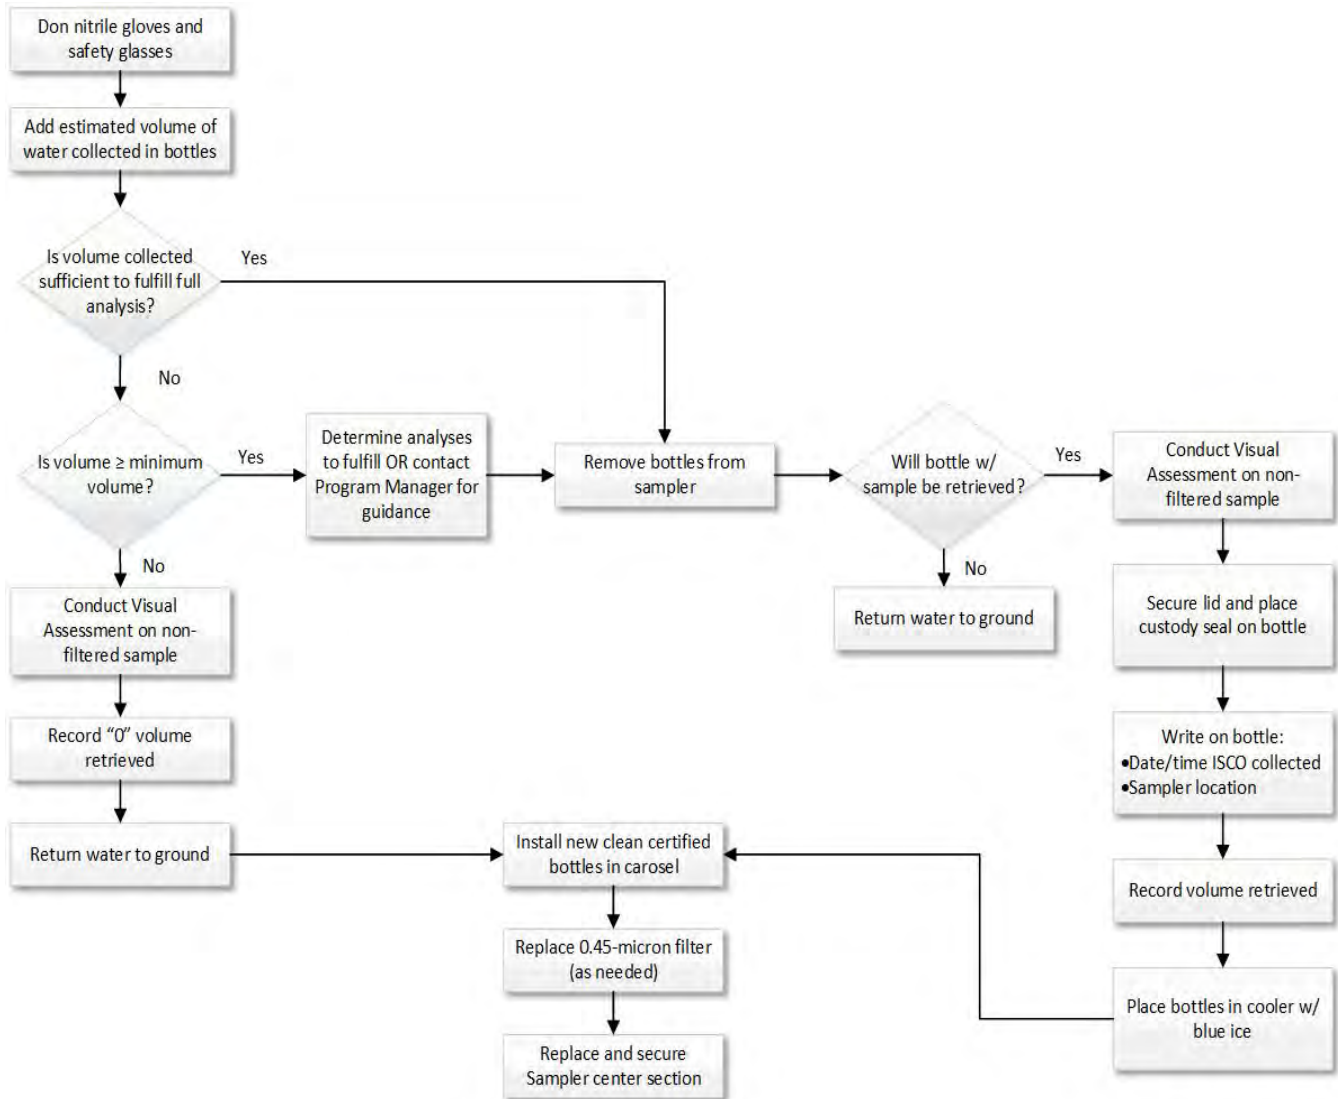 Don nitrile gloves and
safety glasses
Add estimated volume of
water collected in bottles
Is volume collected
sufficient to fulfill full
analysis?
Yes
No
Is volume ≥ minimum
volume?
Yes
No
Determine analyses
to fulfill OR contact
Program Manager for
guidance
Remove bottles from
sampler
Will bottle w/
sample be retrieved?
Yes
No
Return water to ground
Conduct Visual
Assessment on non-
filtered sample
Secure lid and place
custody seal on bottle
Write on bottle:
•Date/time ISCO collected
•Sampler location
Record volume retrieved
Place bottles in cooler w/
blue ice
Conduct Visual
Assessment on non-
filtered sample
Record “0” volume
retrieved
Return water to ground
Install new clean certified
bottles in carosel
Replace 0.45-micron filter
(as needed)
Replace and secure
Sampler center section